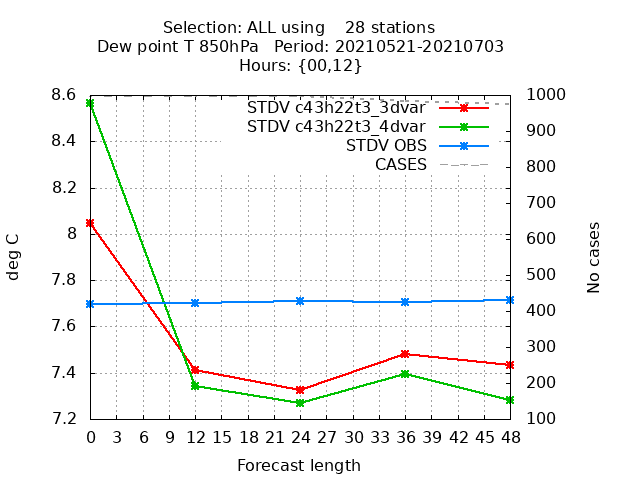 Selection: ALL using    28 stations
Dew point T 850hPa   Period: 20210521-20210703
Hours: {00,12}
STDV c43h22t3_3dvar
STDV c43h22t3_4dvar
STDV OBS
CASES
deg C
8.6
8.4
8.2
8
7.8
7.6
7.4
7.2
No cases
1000
900
800
700
600
500
400
300
200
100
0 3 6 9 12 15 18 21 24 27 30 33 36 39 42 45 48
Forecast length